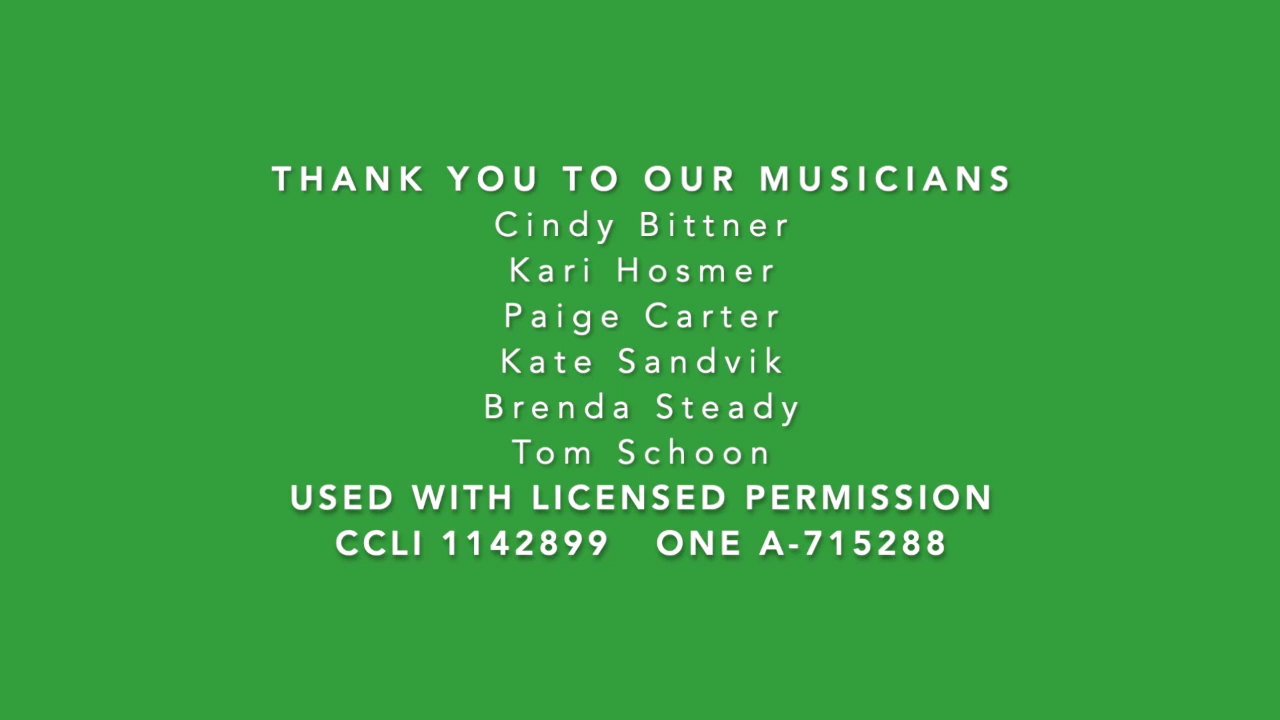 THANK YOU TO OUR MUSICIANS
Cindy Bittner
Kari Hosmer
Paige Carter
Kate Sandvik
Brenda Steady
Tom Schoon
USED WITH LICENSED PERMISSION
CCLI 1142899 ONE A-715288